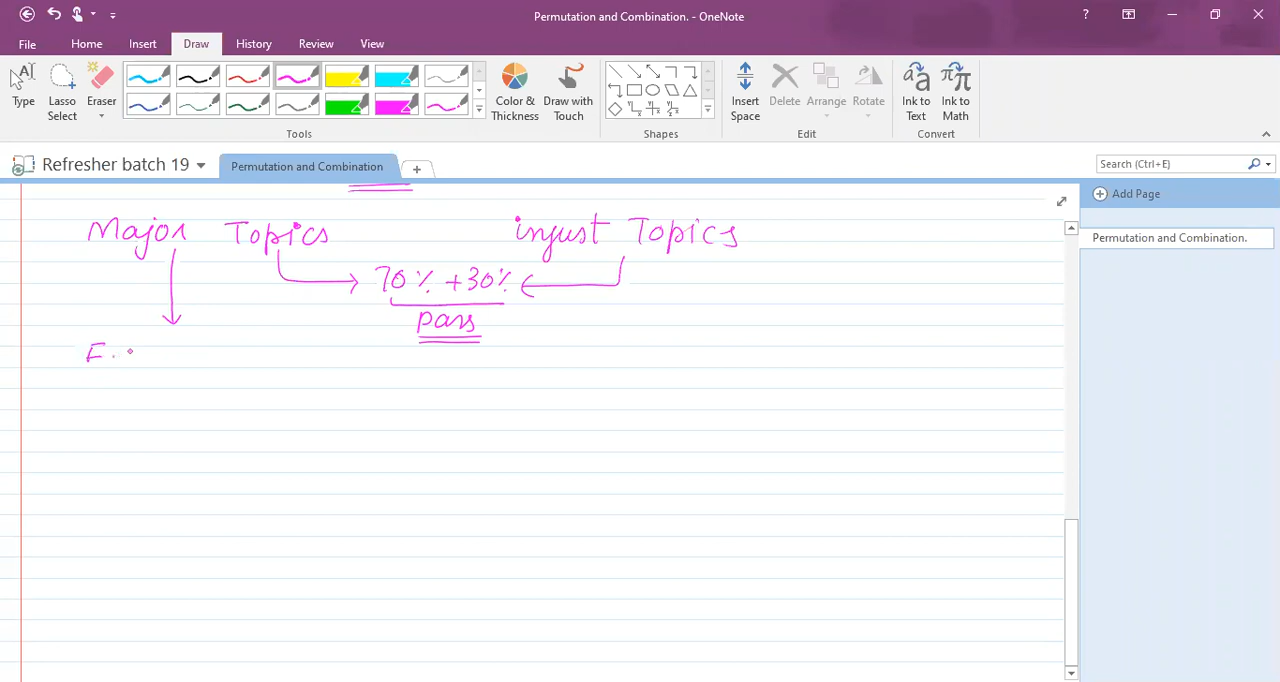 Permutation and Combination. - OneNote
?
File Home Insert Draw History Review View
Type
Lasso Select
Eraser
Color & Thickness
Draw with Touch
Insert Space
Delete
Arrange
Rotate
Ink to Text
Ink to Math
Tools
Shapes
Edit
Convert
Refresher batch 19
Permutation and Combination
Search (Ctrl+E)
Add Page
Permutation and Combination.
Major Topics injust Topics
70% + 30%
pass